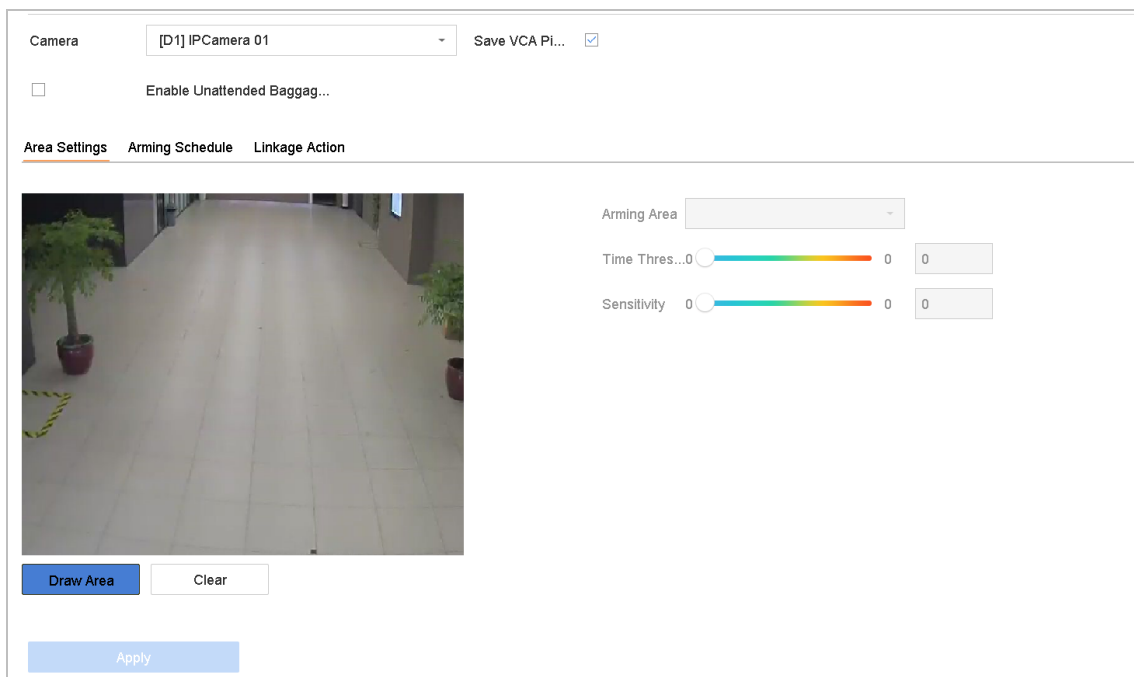 Camera [D1] IPCamera 01 Save VCA Pi...
Enable Unattended Baggag...
Area Settings Arming Schedule Linkage Action
Arming Area
Time Thres...0 0 0
Sensitivity 0 0 0
Draw Area Clear
Apply